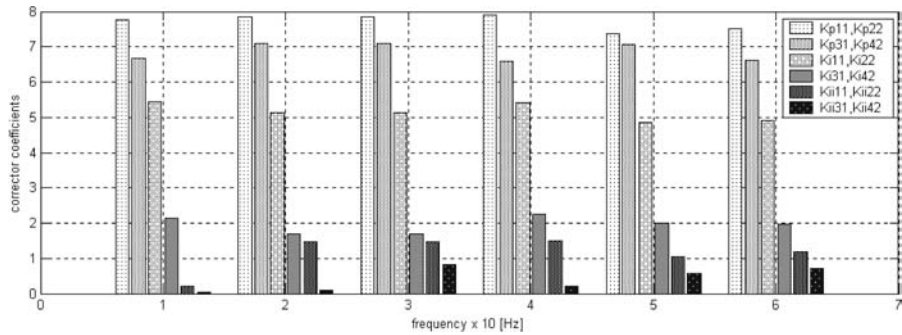 8
7
6
5
4
3
2
1
0
corrector coefficients
Kp11,Kp22
Kp31,Kp42
Ki11,Ki22
Ki31,Ki42
Kii11,Kii22
Kii31,Kii42
0 1 2 3 4 5 6 7
frequency x 10 [Hz]